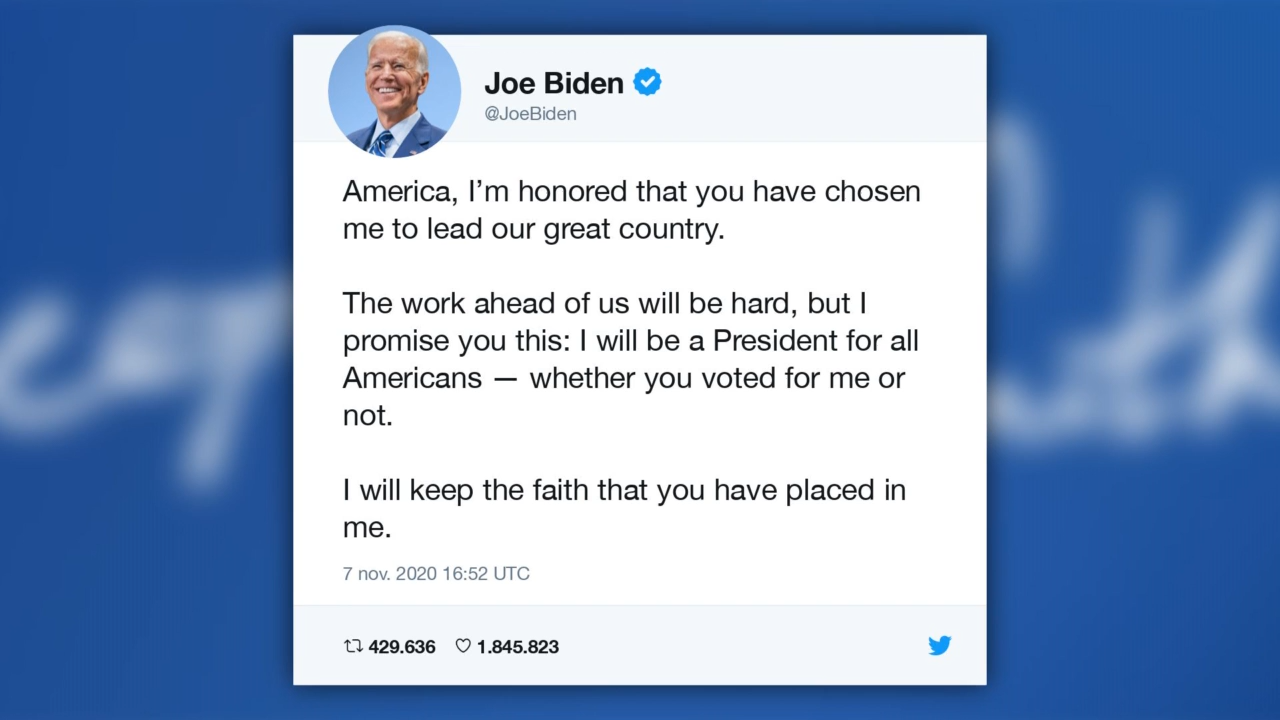 Joe Biden
@JoeBiden
America, I’m honored that you have chosen
me to lead our great country.
The work ahead of us will be hard, but I
promise you this: I will be a President for all
Americans — whether you voted for me or
not.
I will keep the faith that you have placed in
me.
7 nov. 2020 16:52 UTC
429.636 1.845.823